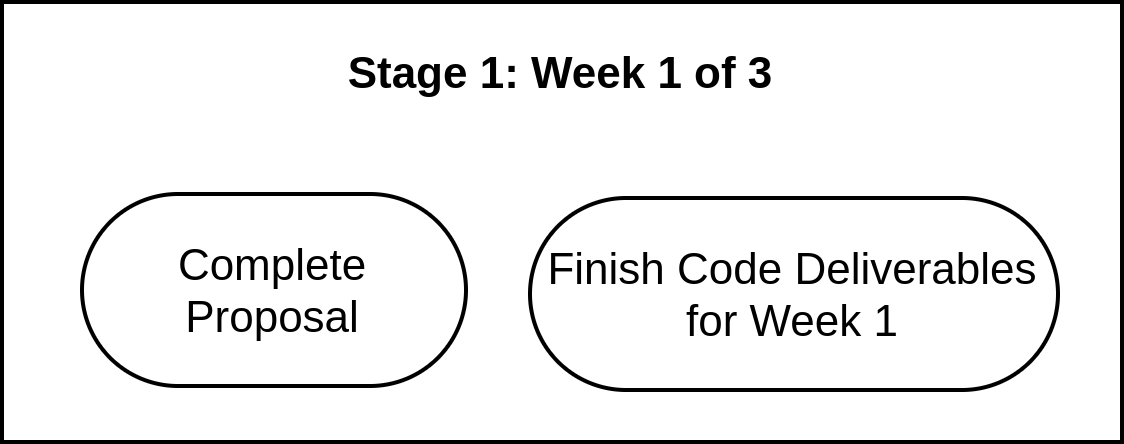 Stage 1: Week 1 of 3
Complete
Proposal
Finish Code Deliverables
for Week 1